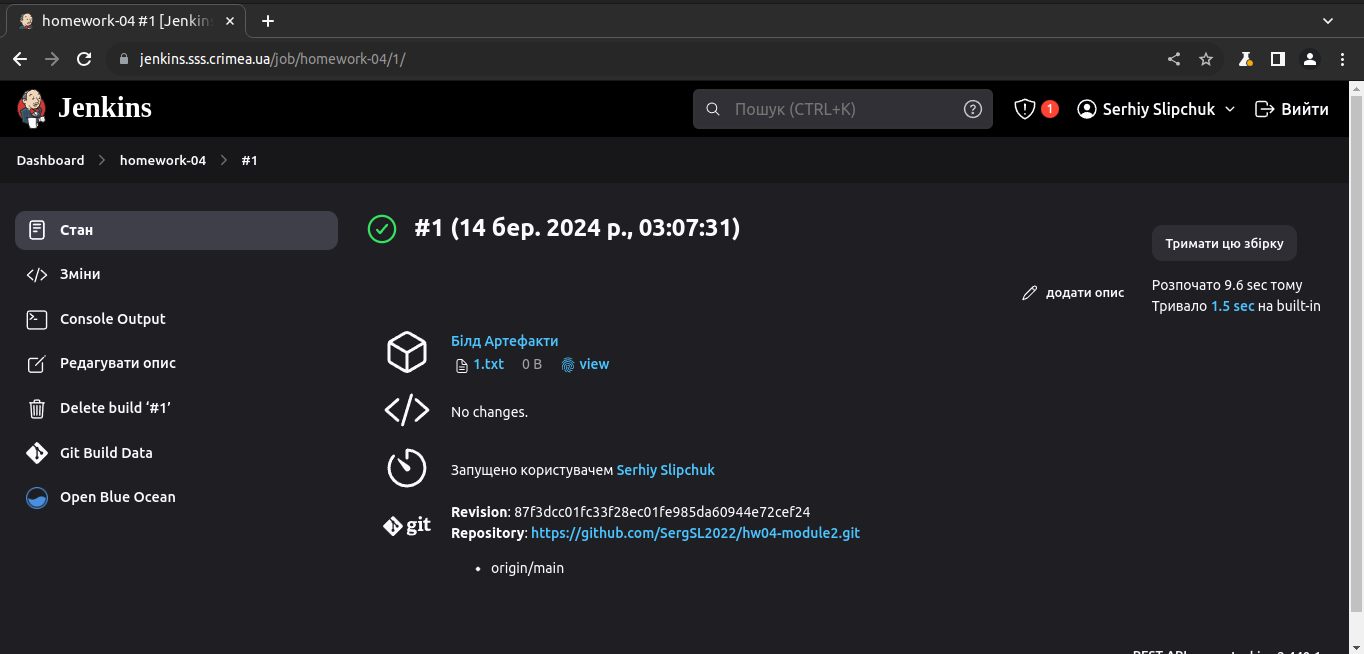 homework-04 #1 [Jenkin
jenkins.sss.crimea.ua/job/homework-04/1/
Jenkins
Пошук (CTRL+K)
1
Serhiy Slipchuk
Выйти
Dashboard
homework-04
#1
Стан
Зміни
Console Output
Редагувати опис
Delete build ‘#1’
Git Build Data
Open Blue Ocean
#1 (14 бер. 2024 р., 03:07:31)
Тримати цю збірку
додати опис
Розпочато 9.6 sec тому
Тривало 1.5 sec на built-in
Білд Артефакти
1.txt 0 B view
No changes.
Запущено користувачем Serhiy Slipchuk
git
Revision: 87f3dcc01fc33f28ec01fe985da60944e72cef24
Repository: https://github.com/SergSL2022/hw04-module2.git
• origin/main